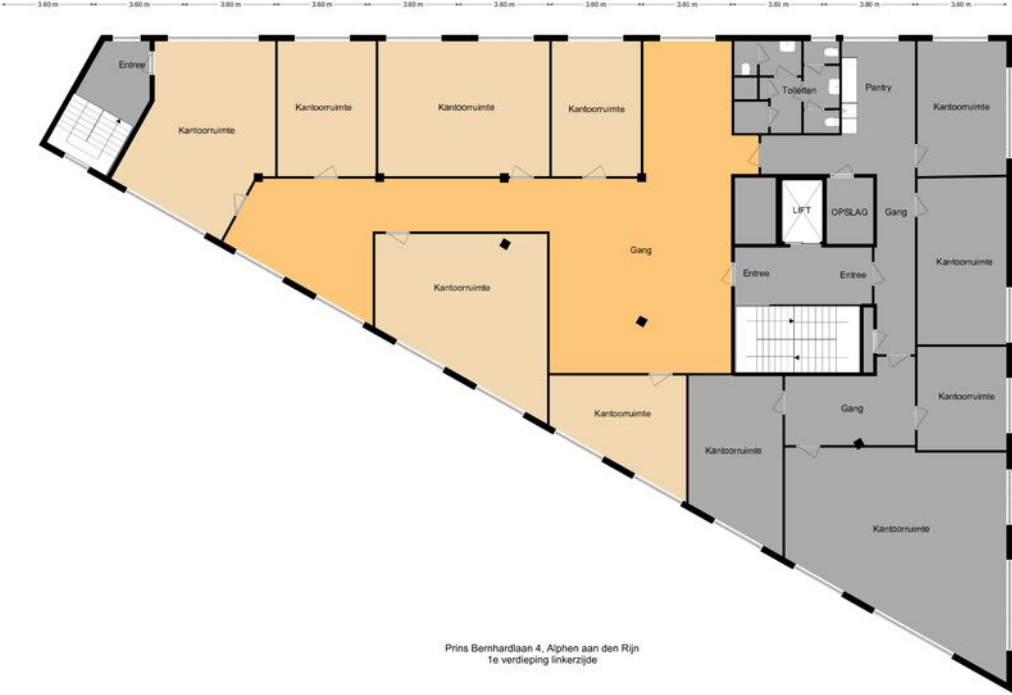 3.60 m 3.60 m 3.60 m 3.60 m 3.60 m 3.60 m 3.60 m 3.60 m 3.60 m 3.80 m 3.60 m
Entree
Toiletten
Pantry
Kantoorruimte
Kantoorruimte
Kantoorruimte
Kantoorruimte
Kantoorruimte
LIFT
OPSLAG
Gang
Gang
Kantoorruimte
Entree
Entree
Kantoorruimte
Kantoorruimte
Kantoorruimte
Gang
Kantoorruimte
Kantoorruimte
Prins Bernhardlaan 4, Alphen aan den Rijn
1e verdieping linkerzijde